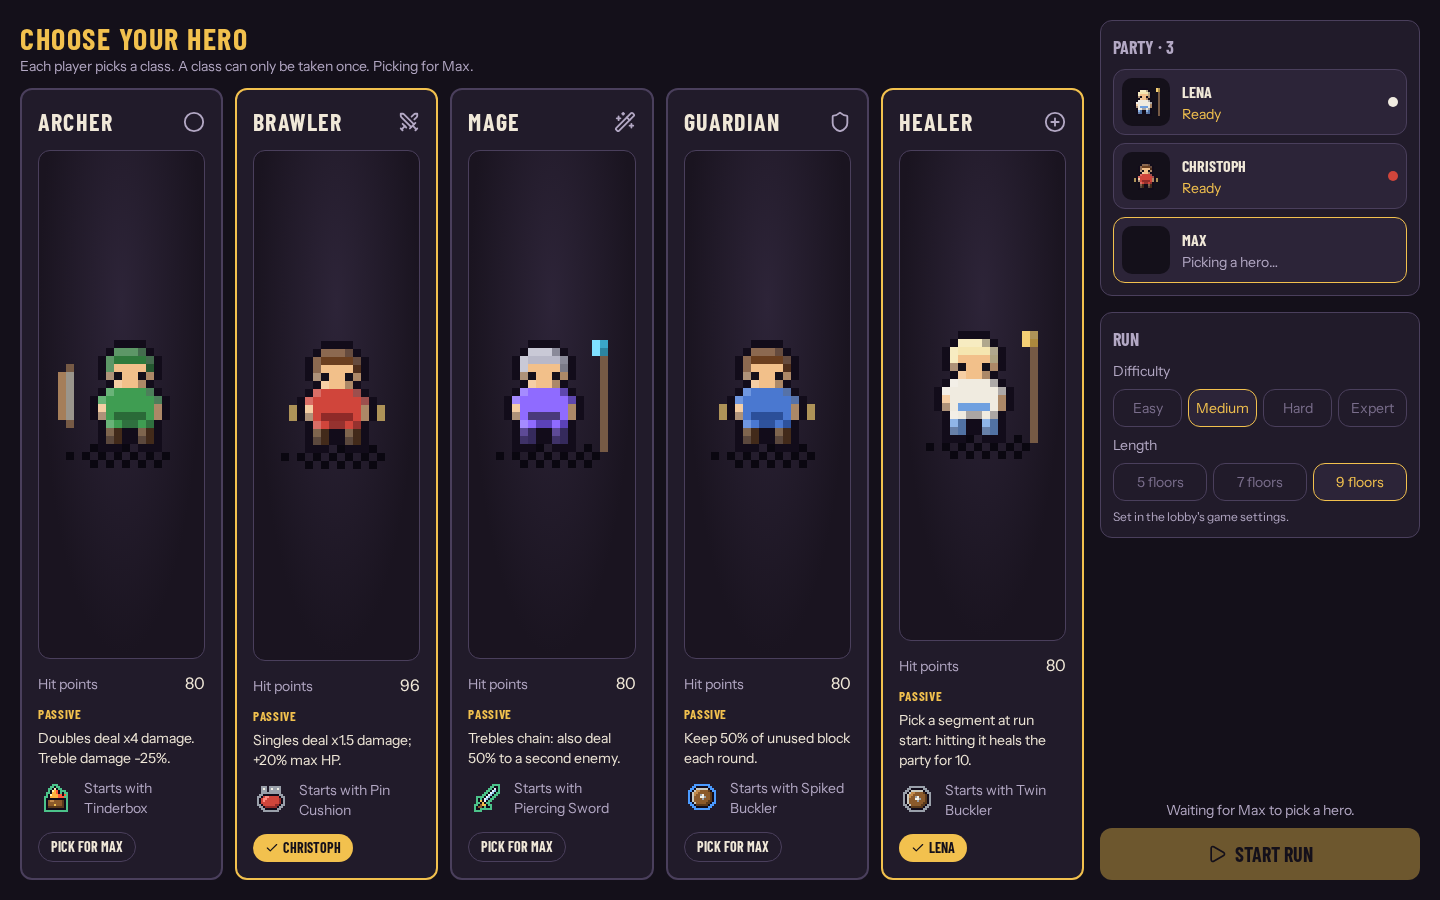 CHOOSE YOUR HERO
Each player picks a class. A class can only be taken once. Picking for Max.
ARCHER
Hit points 80
PASSIVE
Doubles deal x4 damage.
Treble damage -25%.
Starts with
Tinderbox
PICK FOR MAX
BRAWLER
Hit points 96
PASSIVE
Singles deal x1.5 damage;
+20% max HP.
Starts with Pin
Cushion
CHRISTOPH
MAGE
Hit points 80
PASSIVE
Trebles chain: also deal
50% to a second enemy.
Starts with
Piercing Sword
PICK FOR MAX
GUARDIAN
Hit points 80
PASSIVE
Keep 50% of unused block
each round.
Starts with Spiked
Buckler
PICK FOR MAX
HEALER
Hit points 80
PASSIVE
Pick a segment at run
start: hitting it heals the
party for 10.
Starts with Twin
Buckler
LENA
PARTY · 3
LENA
Ready
CHRISTOPH
Ready
MAX
Picking a hero...
RUN
Difficulty
Easy Medium Hard Expert
Length
5 floors 7 floors 9 floors
Set in the lobby's game settings.
Waiting for Max to pick a hero.
START RUN